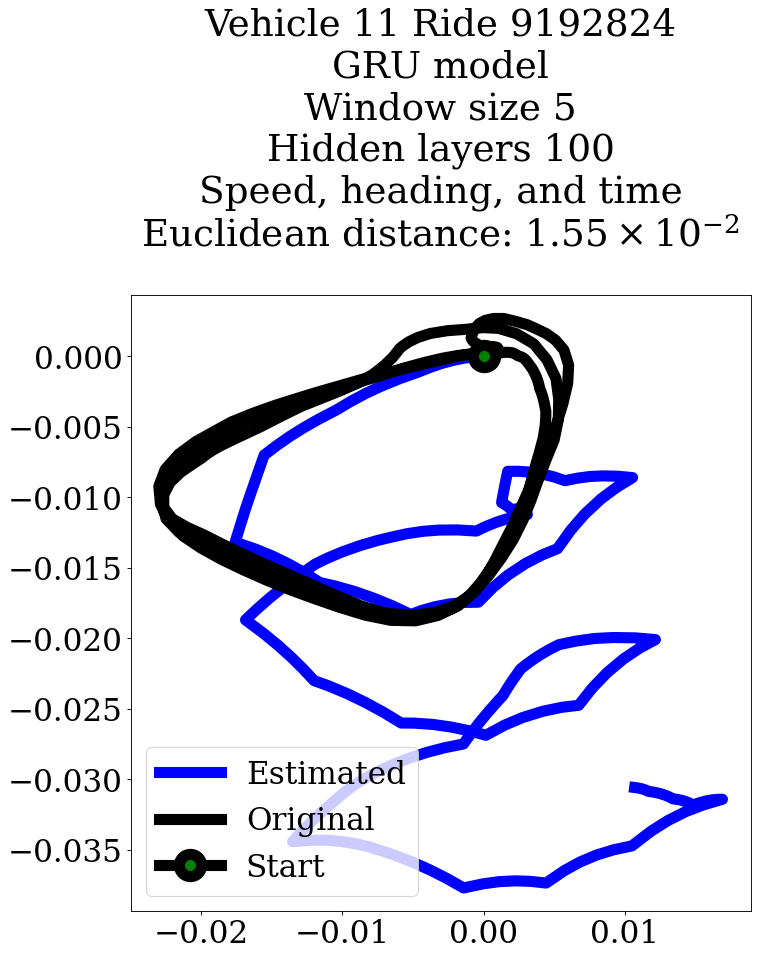 Vehicle 11 Ride 9192824
GRU model
Window size 5
Hidden layers 100
Speed, heading, and time
Euclidean distance: 1.55 × 10⁻²
0.000
−0.005
−0.010
−0.015
−0.020
−0.025
−0.030
−0.035
Estimated
Original
Start
−0.02
−0.01
0.00
0.01